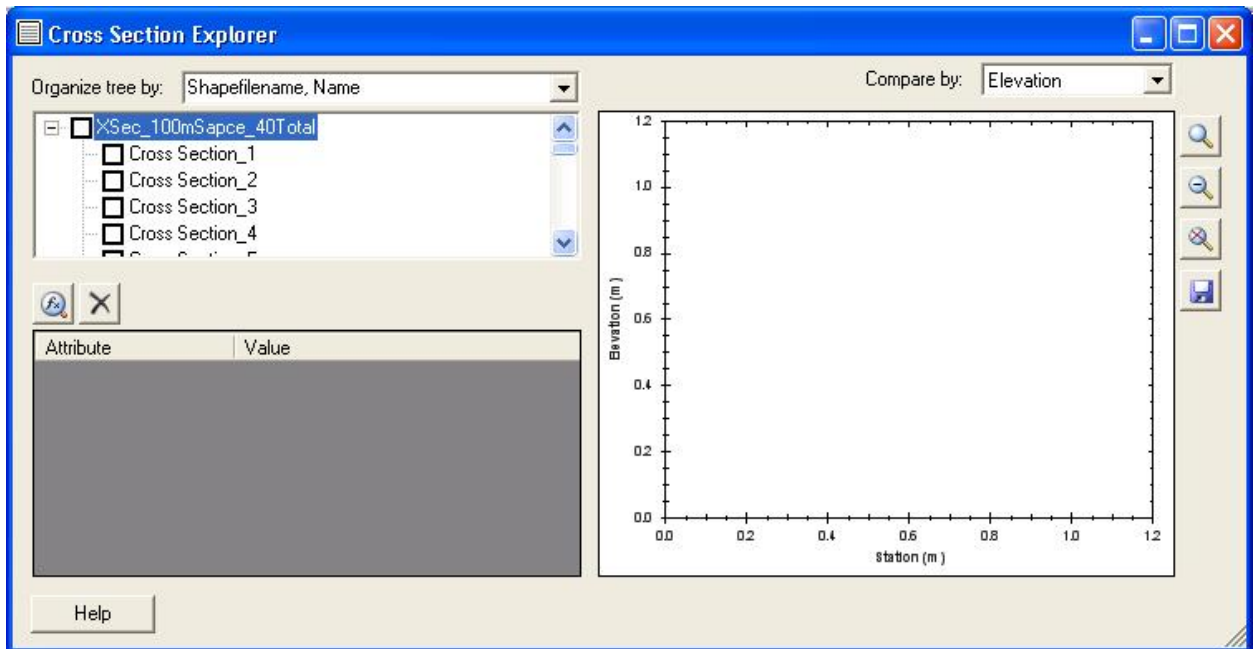 Cross Section Explorer
Organize tree by: Shapefilename, Name
Compare by: Elevation
XSec_100mSapce_40Total
Cross Section_1
Cross Section_2
Cross Section_3
Cross Section_4
Attribute Value
Help
1.2
1.0
0.8
0.6
0.4
0.2
0.0
Elevation (m)
0.0 0.2 0.4 0.6 0.8 1.0 1.2
Station (m)